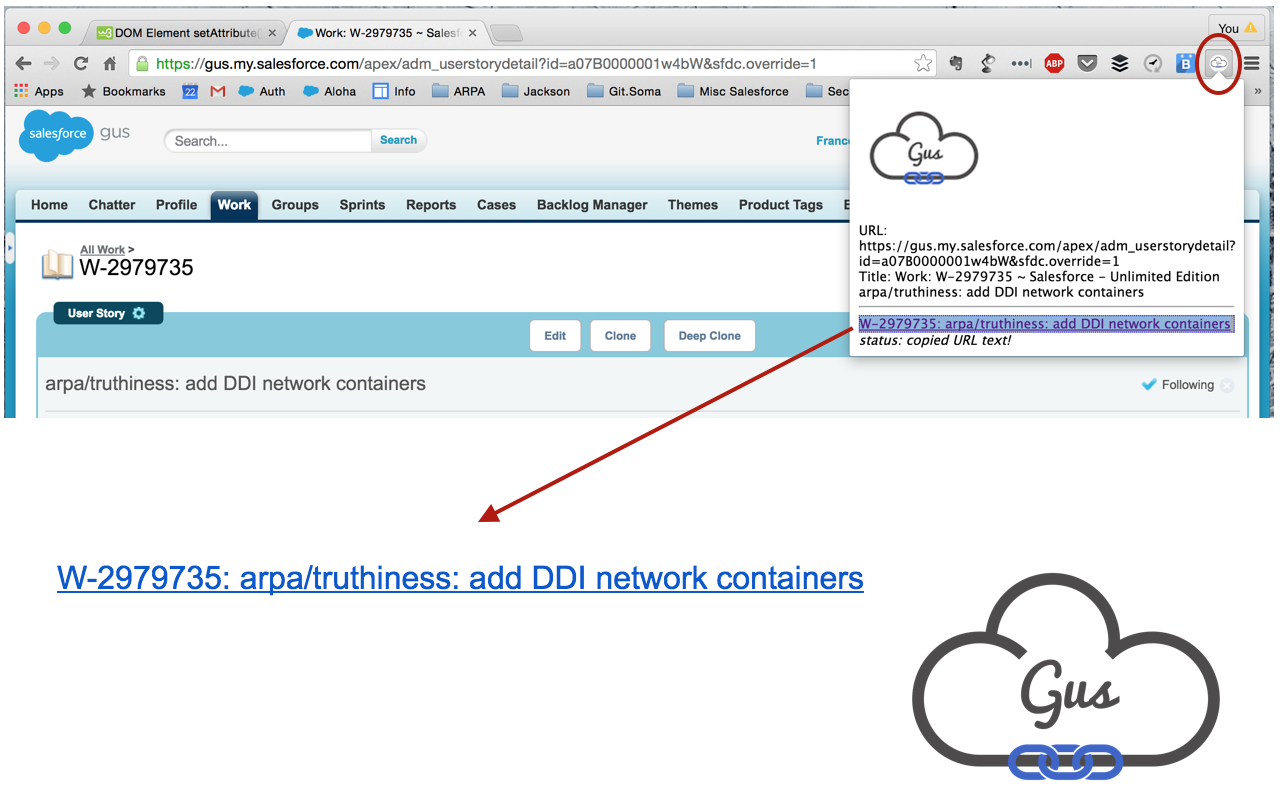 DOM Element setAttribute(
Work: W-2979735 ~ Salesf
You
https://gus.my.salesforce.com/apex/adm_userstorydetail?id=a07B0000001w4bW&sfdc.override=1
ABP
B
Apps
Bookmarks
22
Auth
Aloha
Info
ARPA
Jackson
Git.Soma
Misc Salesforce
Sec
»
salesforce
gus
Search...
Search
Home
Chatter
Profile
Work
Groups
Sprints
Reports
Cases
Backlog Manager
Themes
Product Tags
All Work >
W-2979735
User Story
Edit
Clone
Deep Clone
arpa/truthiness: add DDI network containers
Following
Gus
URL:
https://gus.my.salesforce.com/apex/adm_userstorydetail?
id=a07B0000001w4bW&sfdc.override=1
Title: Work: W-2979735 ~ Salesforce - Unlimited Edition
arpa/truthiness: add DDI network containers
W-2979735: arpa/truthiness: add DDI network containers
status: copied URL text!
W-2979735: arpa/truthiness: add DDI network containers
Gus